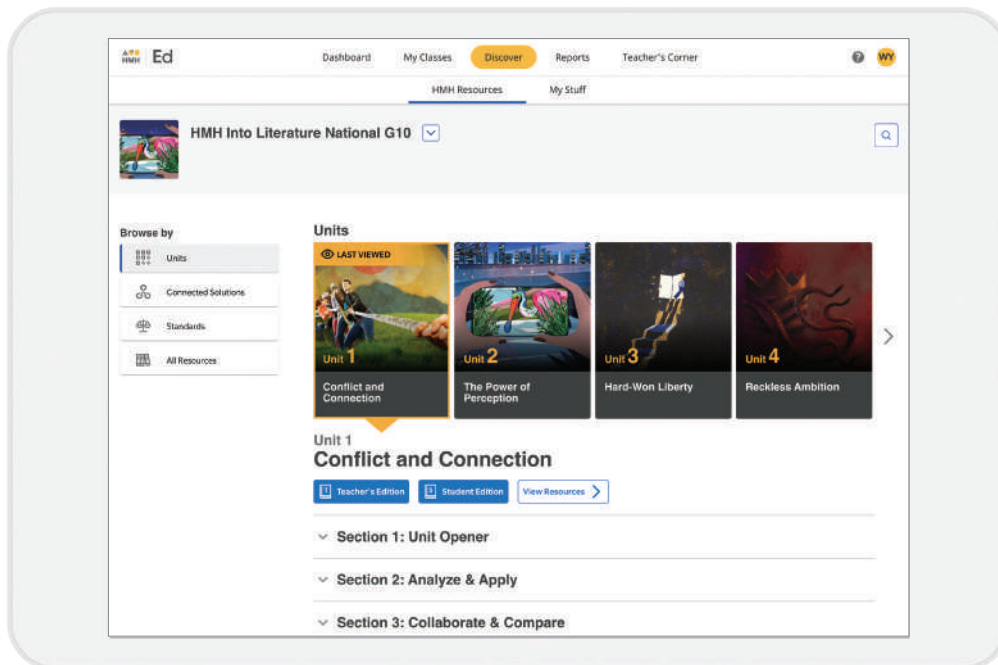 HMH Ed
Dashboard My Classes Discover Reports Teacher's Corner ? WY
HMH Resources My Stuff
HMH Into Literature National G10
Browse by
Units
Connected Solutions
Standards
All Resources
Units
LAST VIEWED
Unit 1
Conflict and
Connection
Unit 2
The Power of
Perception
Unit 3
Hard-Won Liberty
Unit 4
Reckless Ambition
Unit 1
Conflict and Connection
Teacher's Edition Student Edition View Resources
Section 1: Unit Opener
Section 2: Analyze & Apply
Section 3: Collaborate & Compare